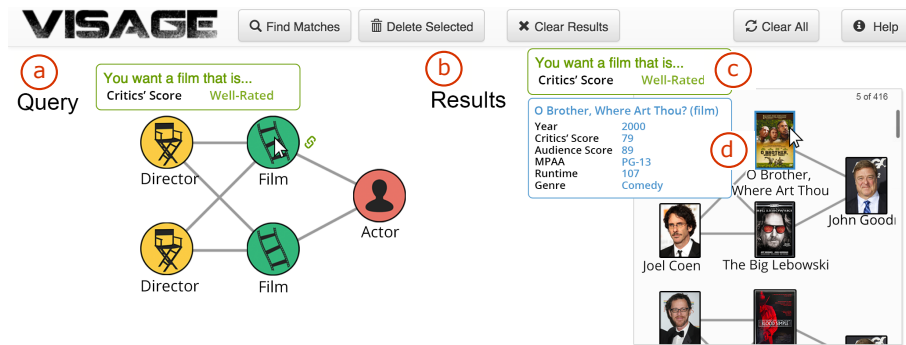 VISAGE
Find Matches
Delete Selected
Clear Results
Clear All
Help
a
Query
You want a film that is...
Critics' Score Well-Rated
Director
Film
Actor
Director
Film
b
Results
You want a film that is...
Critics' Score Well-Rated
c
5 of 416
O Brother, Where Art Thou? (film)
Year 2000
Critics' Score 79
Audience Score 89
MPAA PG-13
Runtime 107
Genre Comedy
d
O Brother,
Where Art Thou
John Good
Joel Coen
The Big Lebowski